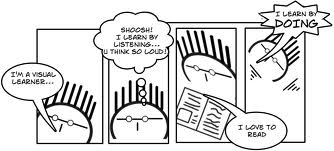 I'M A VISUAL
LEARNER...
SHOOSH!
I LEARN BY
LISTENING...
U THINK SO LOUD!
I LOVE TO
READ
I LEARN BY
DOING